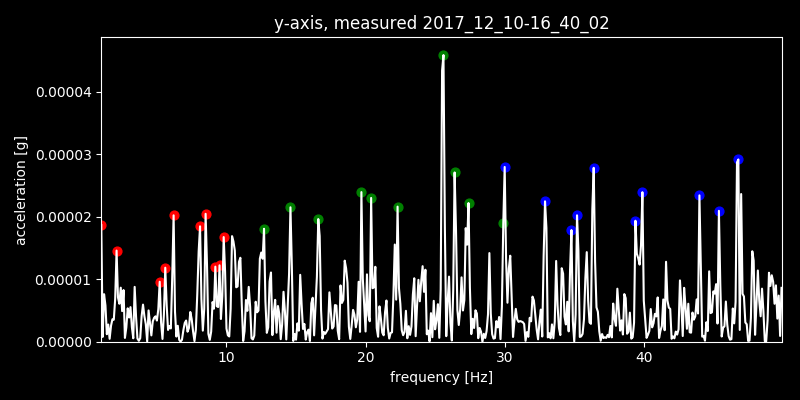 y-axis, measured 2017_12_10-16_40_02
0.00004
0.00003
0.00002
0.00001
0.00000
acceleration [g]
10 20 30 40
frequency [Hz]